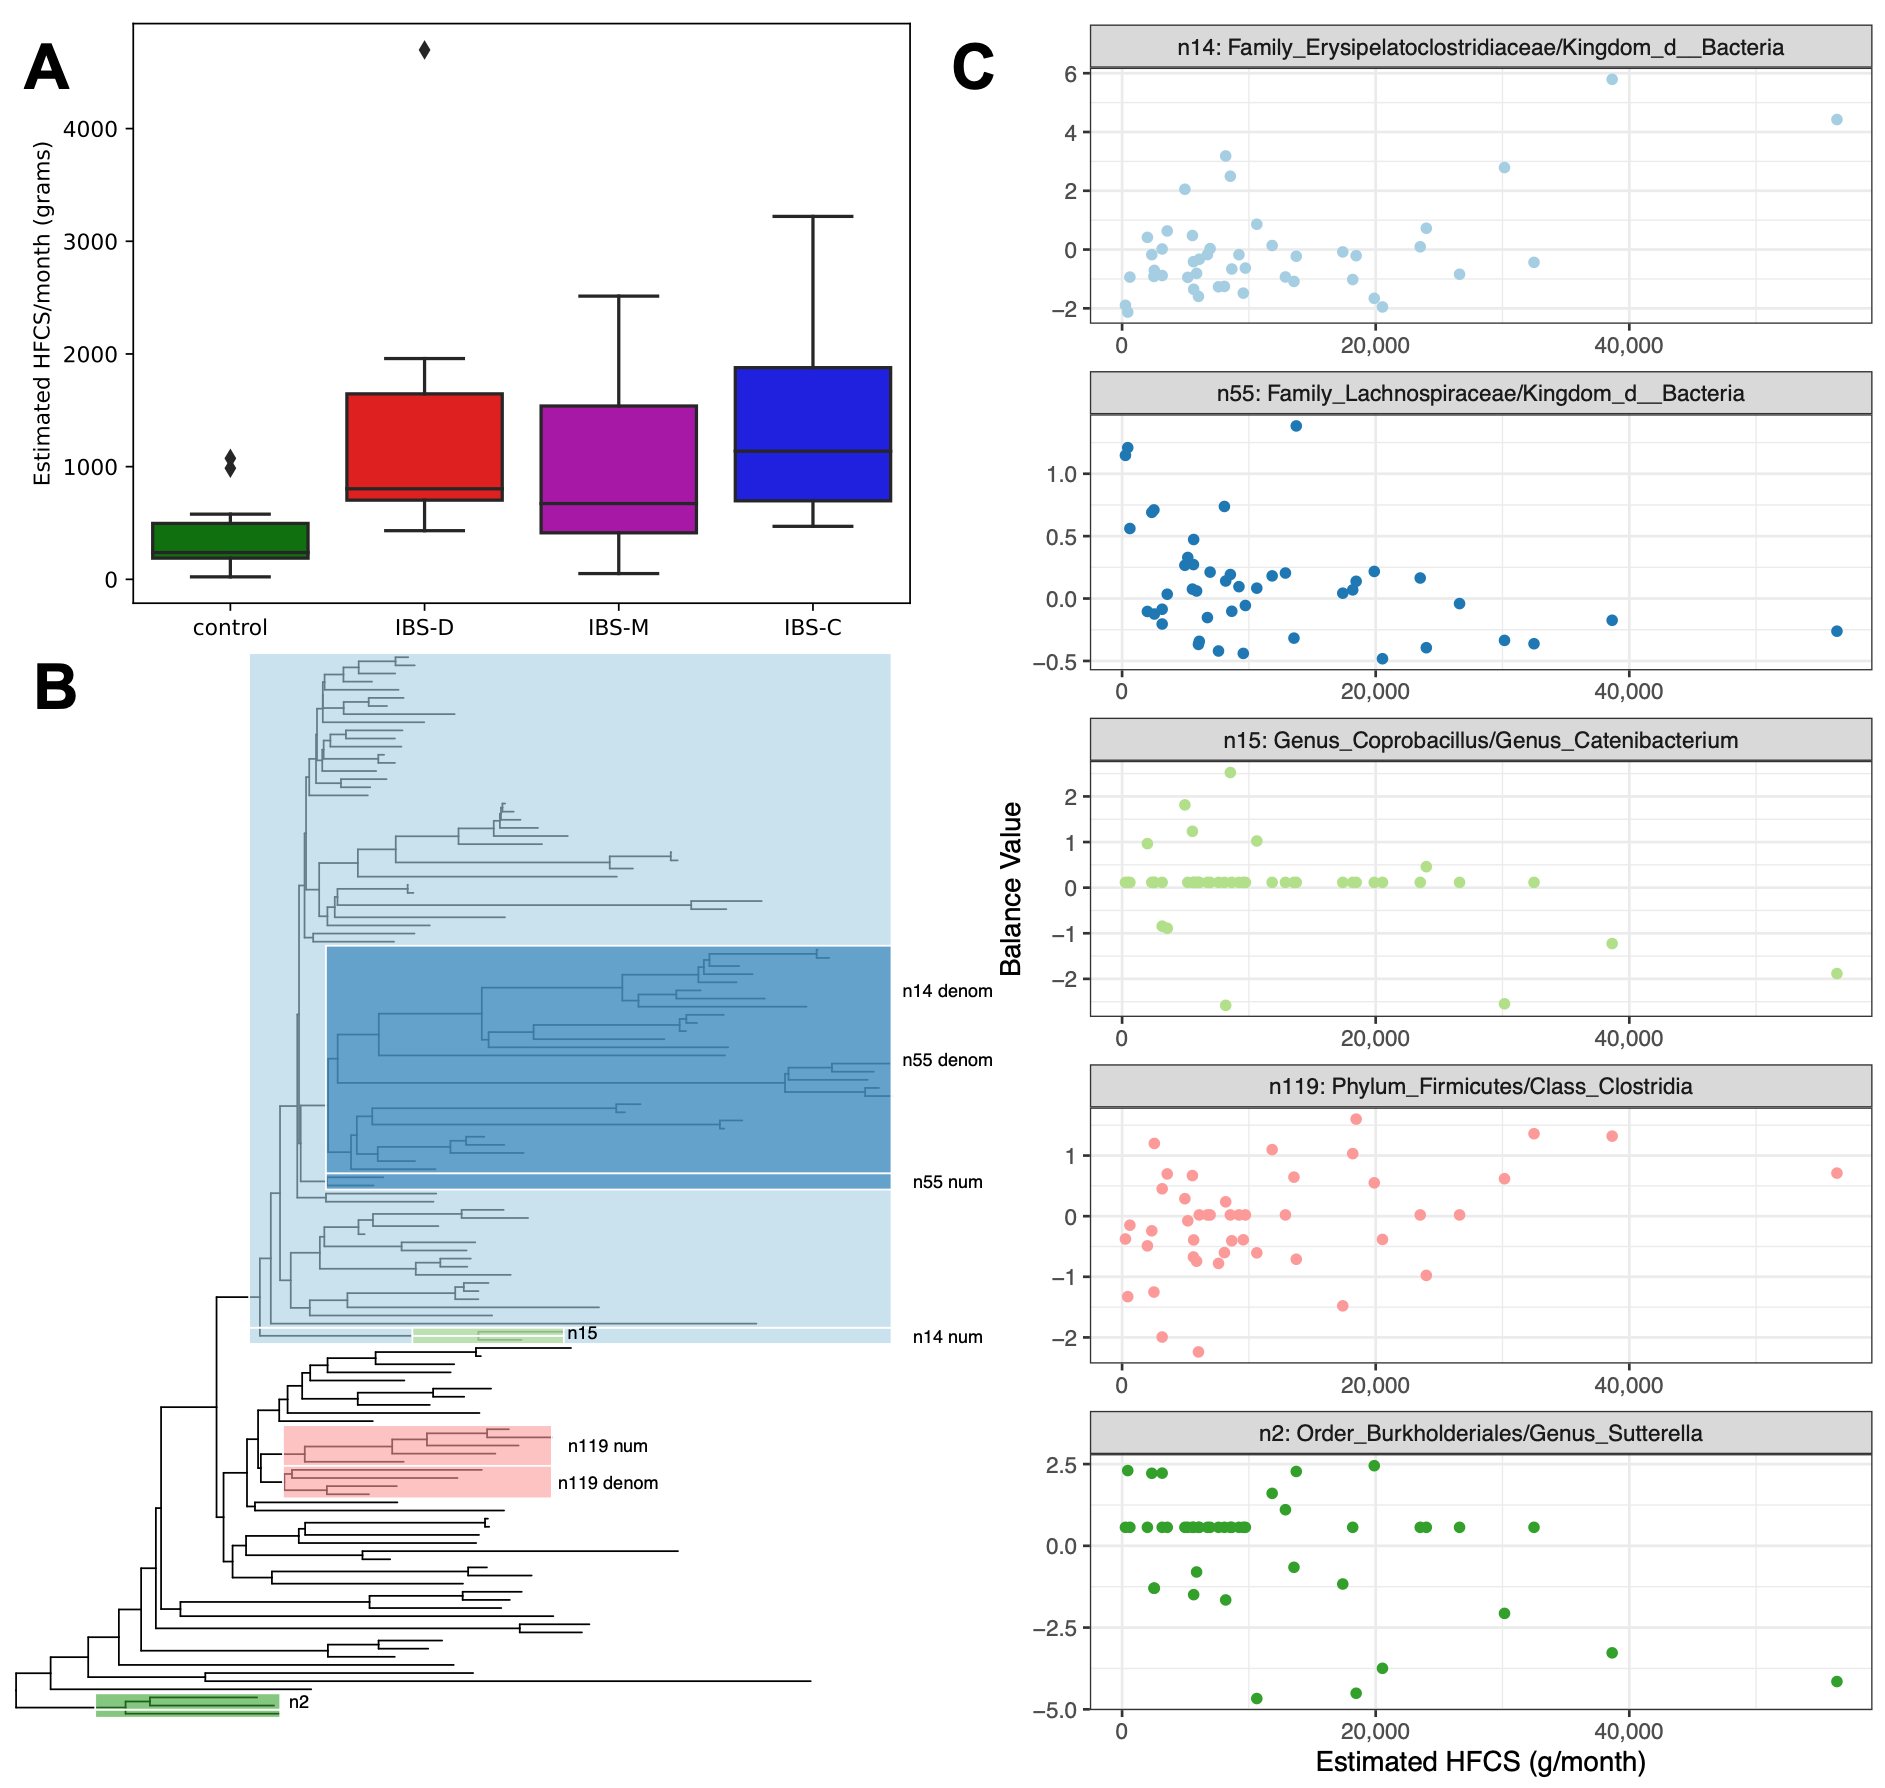 A
Estimated HFCS/month (grams)
4000
3000
2000
1000
0
control
IBS-D
IBS-M
IBS-C
B
n14 denom
n55 denom
n55 num
n15
n14 num
n119 num
n119 denom
n2
C
Balance Value
n14: Family_Erysipelatoclostridiaceae/Kingdom_d__Bacteria
6
4
2
0
−2
0
20,000
40,000
n55: Family_Lachnospiraceae/Kingdom_d__Bacteria
1.0
0.5
0.0
−0.5
0
20,000
40,000
n15: Genus_Coprobacillus/Genus_Catenibacterium
2
1
0
−1
−2
0
20,000
40,000
n119: Phylum_Firmicutes/Class_Clostridia
1
0
−1
−2
0
20,000
40,000
n2: Order_Burkholderiales/Genus_Sutterella
2.5
0.0
−2.5
−5.0
0
20,000
40,000
Estimated HFCS (g/month)